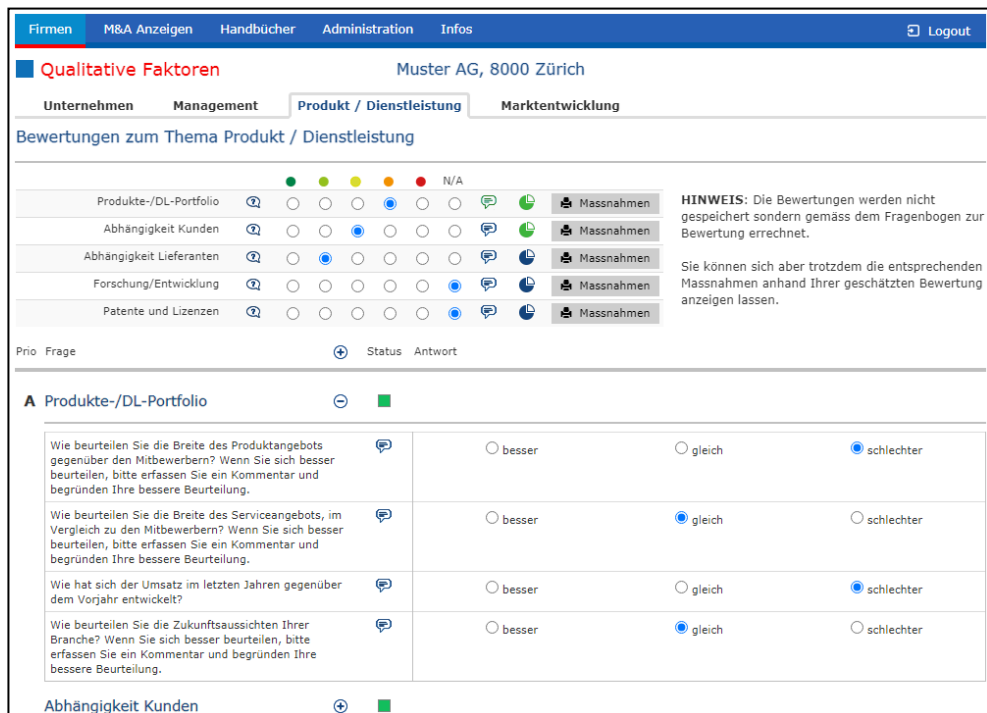 Firmen M&A Anzeigen Handbücher Administration Infos Logout
Qualitative Faktoren Muster AG, 8000 Zürich
Unternehmen Management Produkt / Dienstleistung Marktentwicklung
Bewertungen zum Thema Produkt / Dienstleistung
N/A
Produkte-/DL-Portfolio Massnahmen
Abhängigkeit Kunden Massnahmen
Abhängigkeit Lieferanten Massnahmen
Forschung/Entwicklung Massnahmen
Patente und Lizenzen Massnahmen
HINWEIS: Die Bewertungen werden nicht
gespeichert sondern gemäss dem Fragenbogen zur
Bewertung errechnet.
Sie können sich aber trotzdem die entsprechenden
Massnahmen anhand Ihrer geschätzten Bewertung
anzeigen lassen.
Prio Frage Status Antwort
A Produkte-/DL-Portfolio
Wie beurteilen Sie die Breite des Produktangebots
gegenüber den Mitbewerbern? Wenn Sie sich besser
beurteilen, bitte erfassen Sie ein Kommentar und
begründen Ihre bessere Beurteilung.
besser gleich schlechter
Wie beurteilen Sie die Breite des Serviceangebots, im
Vergleich zu den Mitbewerbern? Wenn Sie sich besser
beurteilen, bitte erfassen Sie ein Kommentar und
begründen Ihre bessere Beurteilung.
besser gleich schlechter
Wie hat sich der Umsatz im letzten Jahren gegenüber
dem Vorjahr entwickelt?
besser gleich schlechter
Wie beurteilen Sie die Zukunftsaussichten Ihrer
Branche? Wenn Sie sich besser beurteilen, bitte
erfassen Sie ein Kommentar und begründen Ihre
bessere Beurteilung.
besser gleich schlechter
Abhängigkeit Kunden